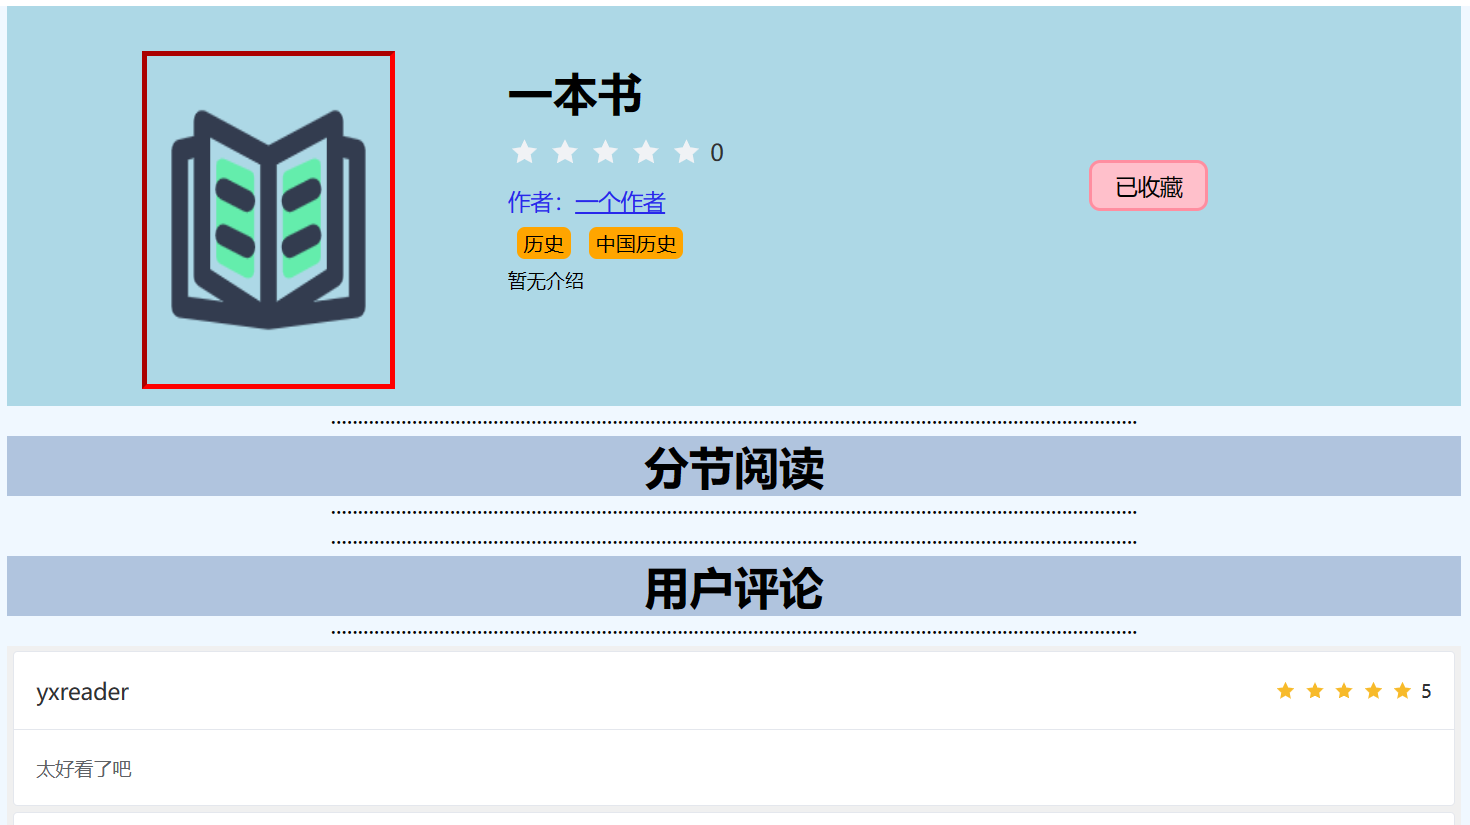 一本书
0
作者：一个作者
已收藏
历史 中国历史
暂无介绍
分节阅读
用户评论
yxreader 5
太好看了吧